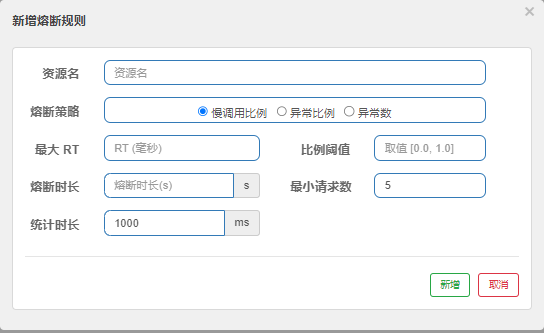 新增熔断规则 ×
资源名 资源名
熔断策略 慢调用比例 异常比例 异常数
最大 RT RT (毫秒) 比例阈值 取值 [0.0, 1.0]
熔断时长 熔断时长(s) s 最小请求数 5
统计时长 1000 ms
新增 取消